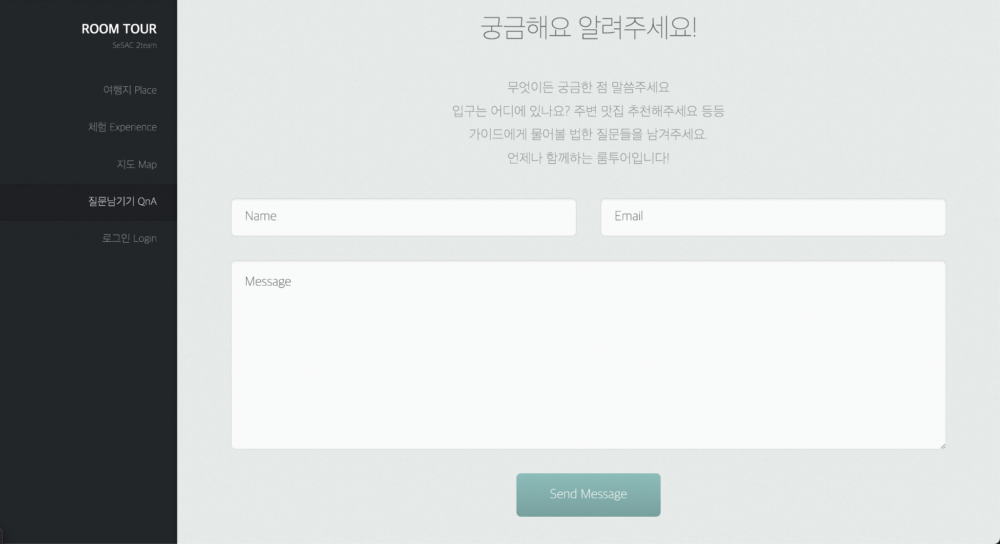 ROOM TOUR
SeSAC 2team
여행지 Place
체험 Experience
지도 Map
질문남기기 QnA
로그인 Login
궁금해요 알려주세요!
무엇이든 궁금한 점 말씀주세요
입구는 어디에 있나요? 주변 맛집 추천해주세요 등등
가이드에게 물어볼 법한 질문들을 남겨주세요.
언제나 함께하는 룸투어입니다!
Name
Email
Message
Send Message